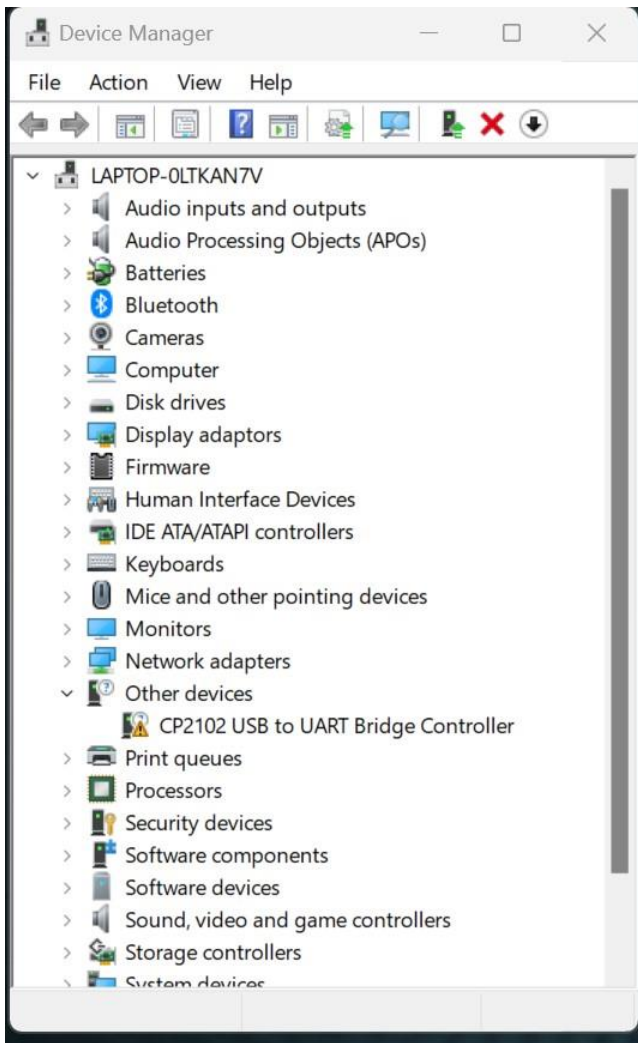 Device Manager
File Action View Help
LAPTOP-0LTKAN7V
Audio inputs and outputs
Audio Processing Objects (APOs)
Batteries
Bluetooth
Cameras
Computer
Disk drives
Display adaptors
Firmware
Human Interface Devices
IDE ATA/ATAPI controllers
Keyboards
Mice and other pointing devices
Monitors
Network adapters
Other devices
CP2102 USB to UART Bridge Controller
Print queues
Processors
Security devices
Software components
Software devices
Sound, video and game controllers
Storage controllers
System devices